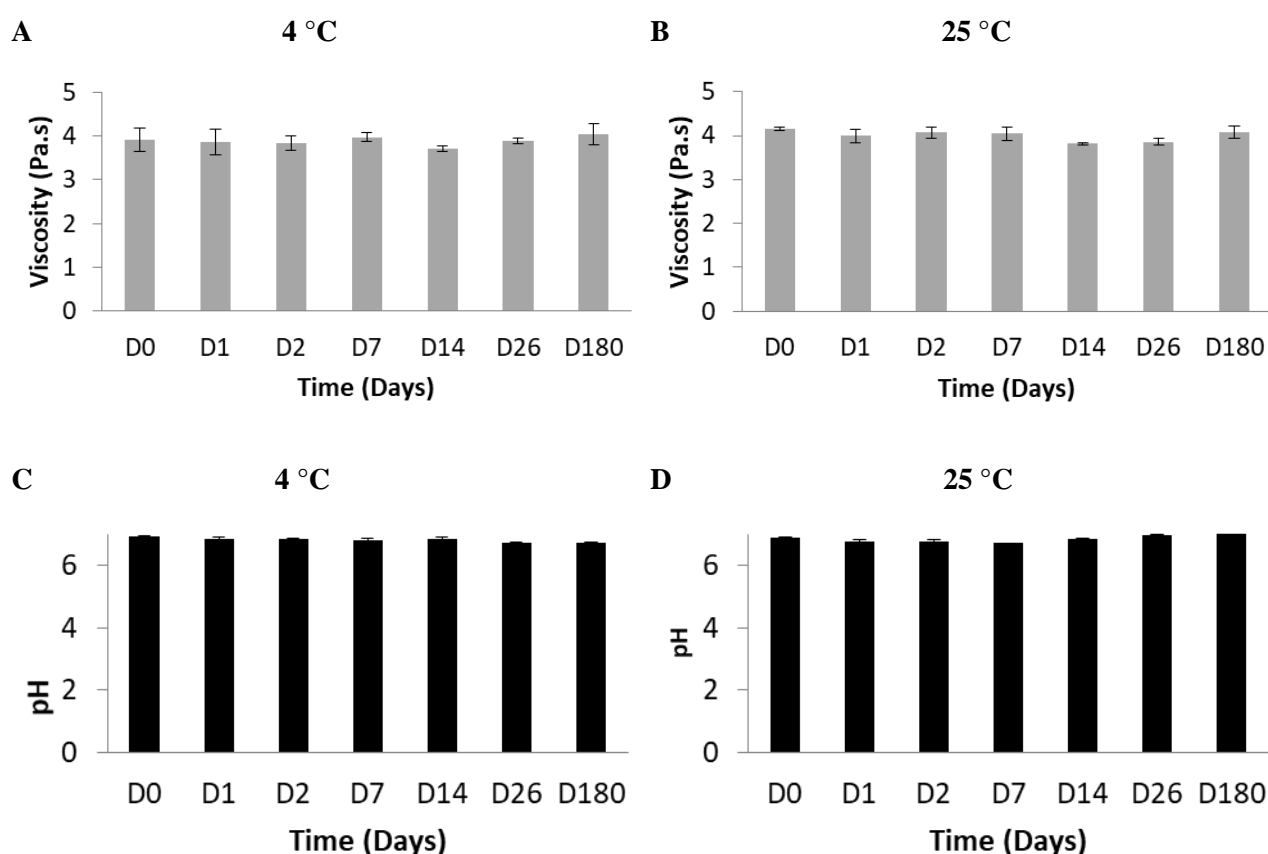 A 4 °C
Viscosity (Pa.s)
5
4
3
2
1
0
D0 D1 D2 D7 D14 D26 D180
Time (Days)
B 25 °C
Viscosity (Pa.s)
5
4
3
2
1
0
D0 D1 D2 D7 D14 D26 D180
Time (Days)
C 4 °C
pH
6
4
2
0
D0 D1 D2 D7 D14 D26 D180
Time (Days)
D 25 °C
pH
6
4
2
0
D0 D1 D2 D7 D14 D26 D180
Time (Days)